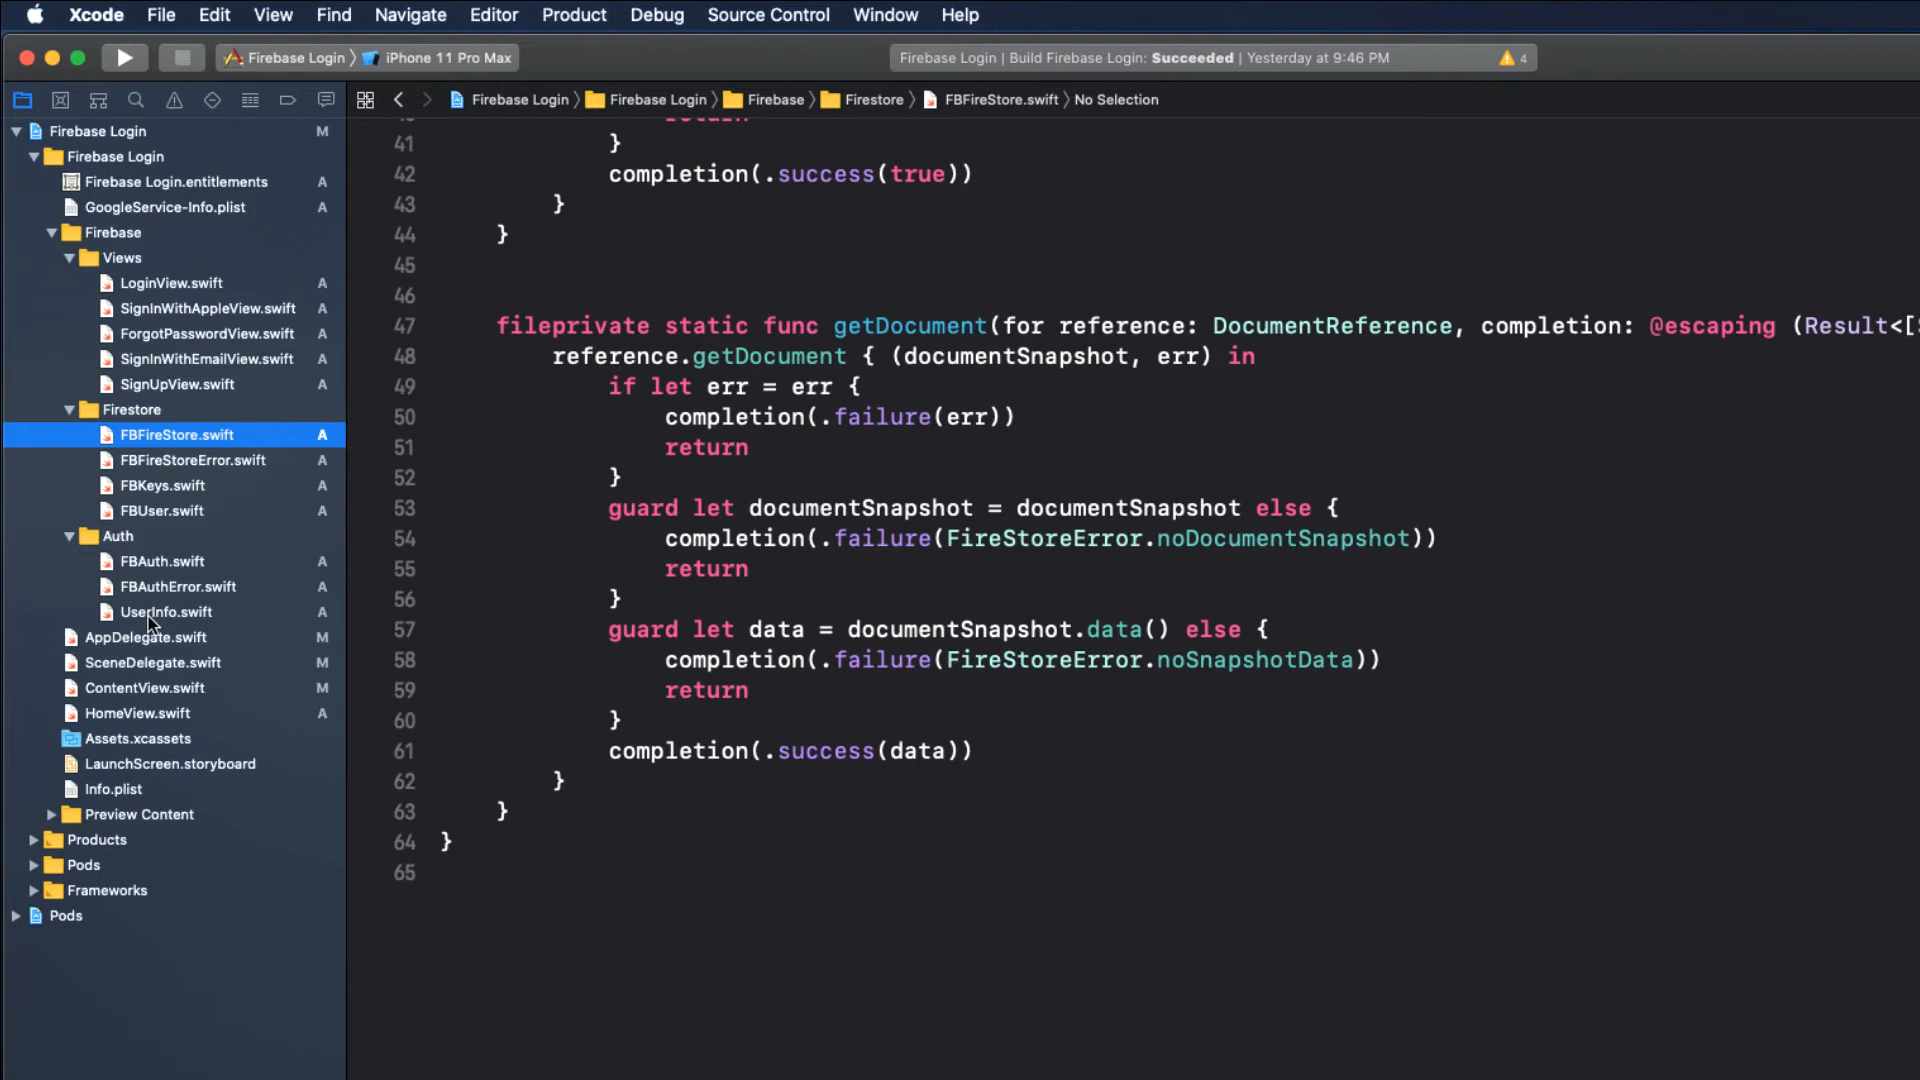 Xcode File Edit View Find Navigate Editor Product Debug Source Control Window Help
Firebase Login 〉 iPhone 11 Pro Max
Firebase Login | Build Firebase Login: Succeeded | Yesterday at 9:46 PM 4
Firebase Login 〉 Firebase Login 〉 Firebase 〉 Firestore 〉 FBFireStore.swift 〉 No Selection
Firebase Login M
Firebase Login
Firebase Login.entitlements A
GoogleService-Info.plist A
Firebase
Views
LoginView.swift A
SignInWithAppleView.swift A
ForgotPasswordView.swift A
SignInWithEmailView.swift A
SignUpView.swift A
Firestore
FBFireStore.swift A
FBFireStoreError.swift A
FBKeys.swift A
FBUser.swift A
Auth
FBAuth.swift A
FBAuthError.swift A
UserInfo.swift A
AppDelegate.swift M
SceneDelegate.swift M
ContentView.swift M
HomeView.swift A
Assets.xcassets
LaunchScreen.storyboard
Info.plist
Preview Content
Products
Pods
Frameworks
Pods
40 return
41 }
42 completion(.success(true))
43 }
44 }
45
46
47 fileprivate static func getDocument(for reference: DocumentReference, completion: @escaping (Result<[
48 reference.getDocument { (documentSnapshot, err) in
49 if let err = err {
50 completion(.failure(err))
51 return
52 }
53 guard let documentSnapshot = documentSnapshot else {
54 completion(.failure(FireStoreError.noDocumentSnapshot))
55 return
56 }
57 guard let data = documentSnapshot.data() else {
58 completion(.failure(FireStoreError.noSnapshotData))
59 return
60 }
61 completion(.success(data))
62 }
63 }
64 }
65